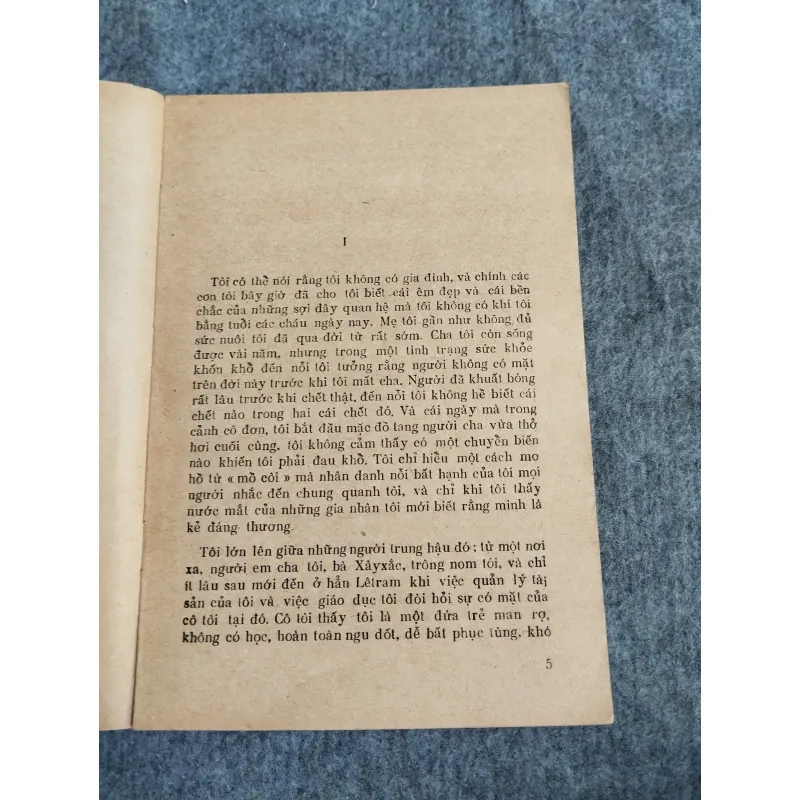 I
Tôi có thể nói rằng tôi không có gia đình, và chính các
con tôi bây giờ đã cho tôi biết cái êm đẹp và cái bền
chắc của những sợi dây quan hệ mà tôi không có khi tôi
bằng tuổi các cháu ngày nay. Mẹ tôi gần như không đủ
sức nuôi tôi đã qua đời từ rất sớm. Cha tôi còn sống
được vài năm, nhưng trong một tình trạng sức khỏe
khốn khổ đến nỗi tôi tưởng rằng người không có mặt
trên đời này trước khi tôi mất cha. Người đã khuất bóng
rất lâu trước khi chết thật, đến nỗi tôi không hề biết cái
chết nào trong hai cái chết đó. Và cái ngày mà trong
cảnh cô đơn, tôi bắt đầu mặc đồ tang người cha vừa thở
hơi cuối cùng, tôi không cảm thấy có một chuyển biến
nào khiến tôi phải đau khổ. Tôi chỉ hiểu một cách mơ
hồ từ « mồ côi » mà nhân danh nỗi bất hạnh của tôi mọi
người nhắc đến chung quanh tôi, và chỉ khi tôi thấy
nước mắt của những gia nhân tôi mới biết rằng mình là
kẻ đáng thương.
Tôi lớn lên giữa những người trung hậu đó: từ một nơi
xa, người em cha tôi, bà Xâyxắc, trông nom tôi, và chỉ
ít lâu sau mới đến ở hẳn Lêtram khi việc quản lý tài
sản của tôi và việc giáo dục tôi đòi hỏi sự có mặt của
cô tôi tại đó. Cô tôi thấy tôi là một đứa trẻ man rợ,
không có học, hoàn toàn ngu dốt, dễ bắt phục tùng, khó
5